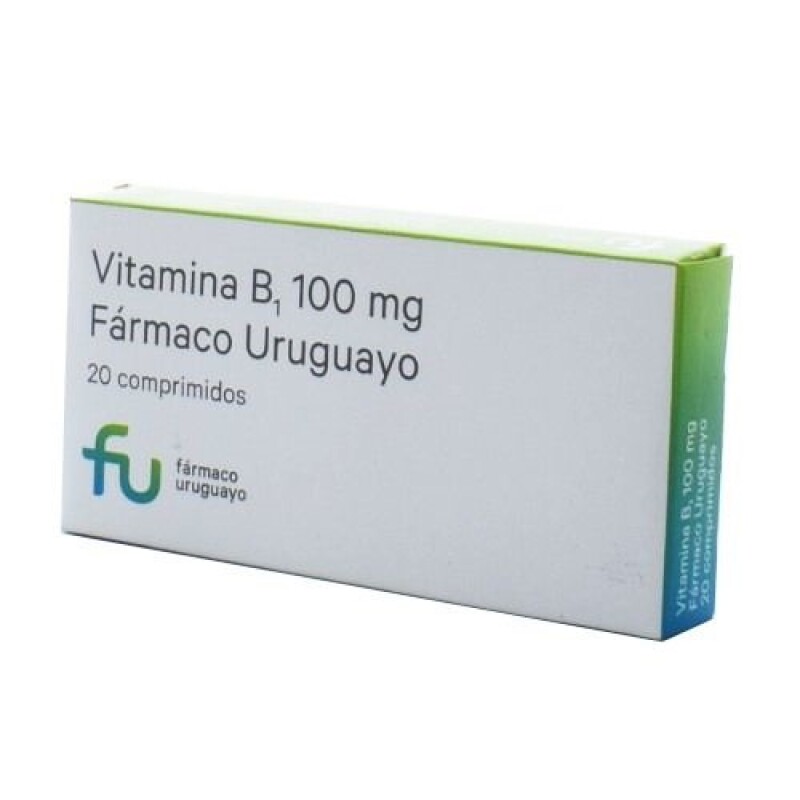 Vitamina B₁ 100 mg
Fármaco Uruguayo
20 comprimidos
fu
fármaco
uruguayo
Vitamina B₁ 100 mg
Fármaco Uruguayo
20 comprimidos